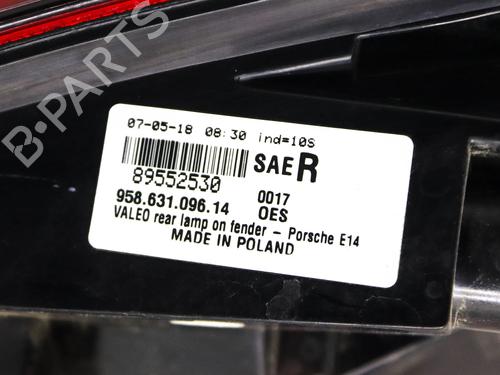 B-PARTS
07-05-18 08:30 ind=10S
SAE R
89552530
0017
958.631.096.14 OES
VALEO rear lamp on fender - Porsche E14
MADE IN POLAND